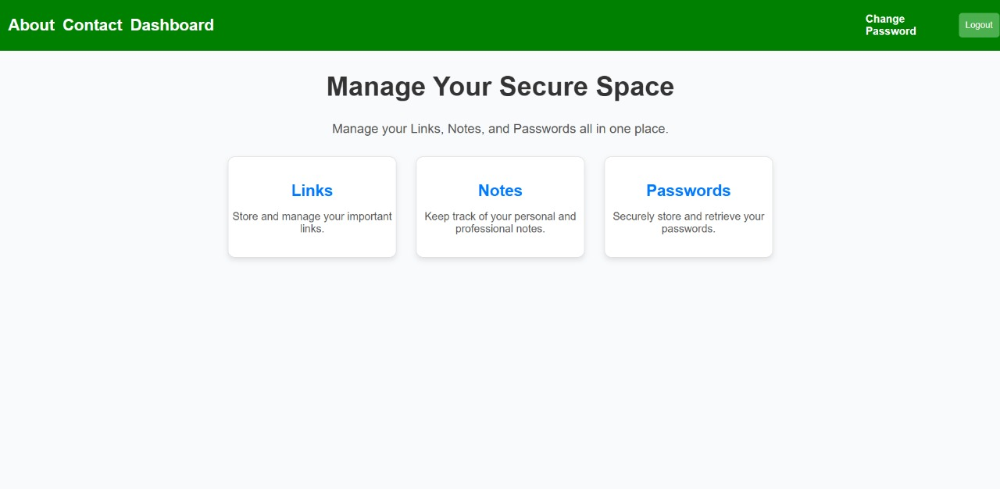 About Contact Dashboard
Change
Password
Logout
Manage Your Secure Space
Manage your Links, Notes, and Passwords all in one place.
Links
Store and manage your important
links.
Notes
Keep track of your personal and
professional notes.
Passwords
Securely store and retrieve your
passwords.